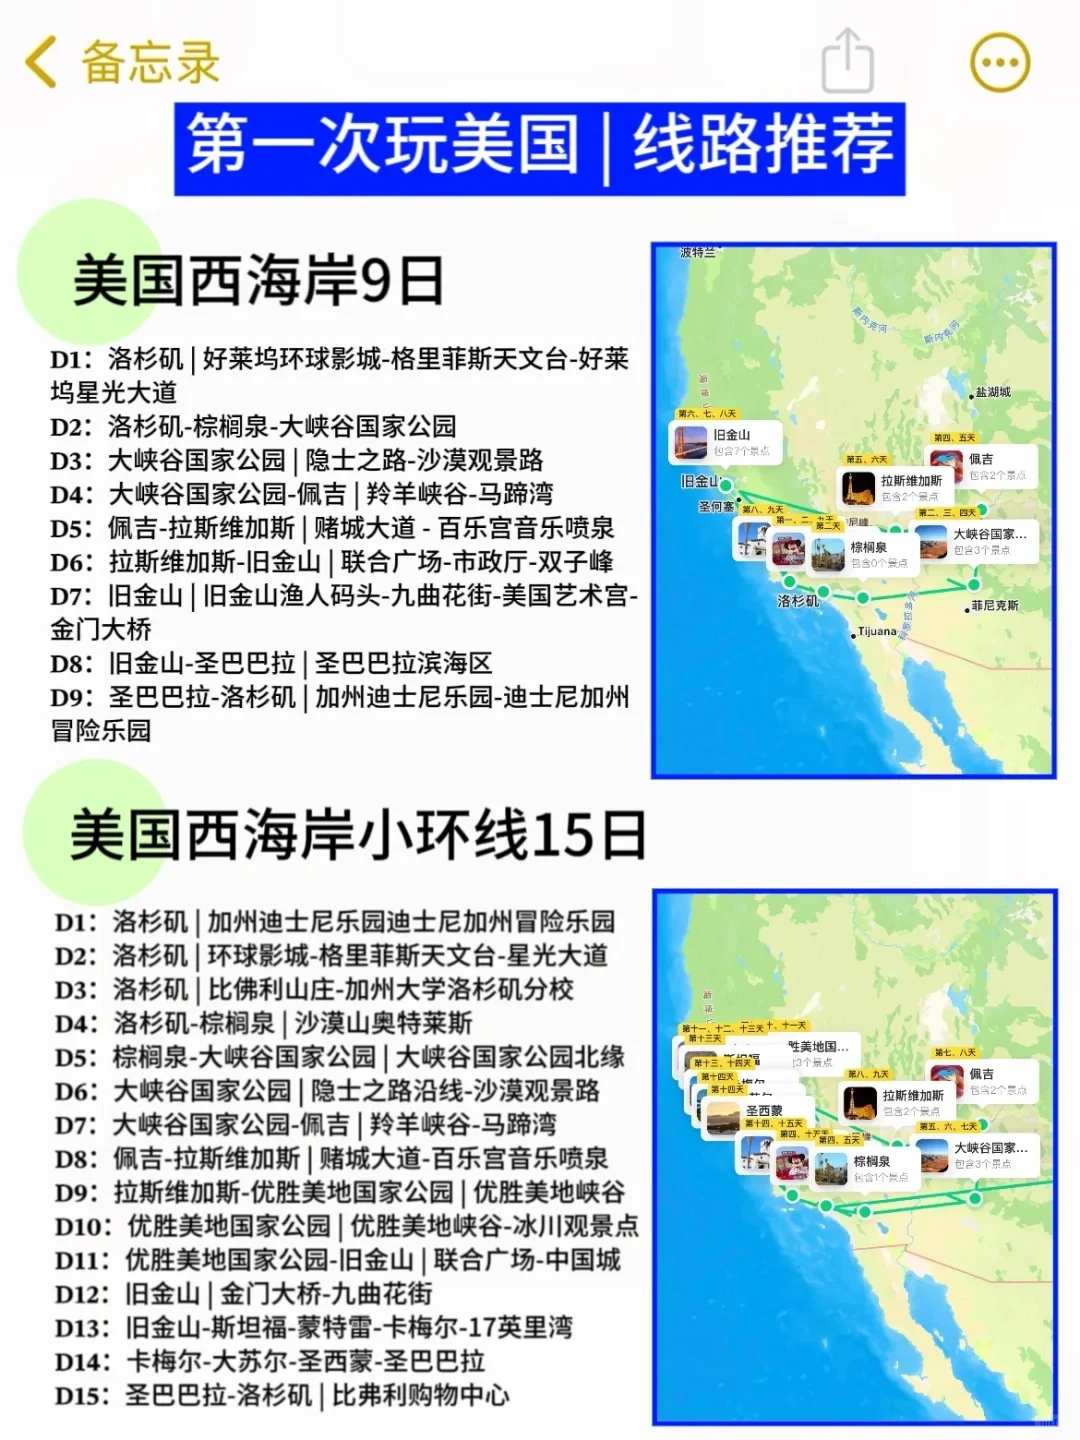 备忘录
第一次玩美国 | 线路推荐
美国西海岸9日
D1：洛杉矶 | 好莱坞环球影城-格里菲斯天文台-好莱
坞星光大道
D2：洛杉矶-棕榈泉-大峡谷国家公园
D3：大峡谷国家公园 | 隐士之路-沙漠观景路
D4：大峡谷国家公园-佩吉 | 羚羊峡谷-马蹄湾
D5：佩吉-拉斯维加斯 | 赌城大道 - 百乐宫音乐喷泉
D6：拉斯维加斯-旧金山 | 联合广场-市政厅-双子峰
D7：旧金山 | 旧金山渔人码头-九曲花街-美国艺术宫-
金门大桥
D8：旧金山-圣巴巴拉 | 圣巴巴拉滨海区
D9：圣巴巴拉-洛杉矶 | 加州迪士尼乐园-迪士尼加州
冒险乐园
波特兰
斯内克河
斯内克河
盐湖城
第六、七、八天
旧金山
包含7个景点
第四、五天
佩吉
包含2个景点
第五、六天
拉斯维加斯
包含2个景点
旧金山
圣何塞
第八、九天
第二天
第二、三、四天
大峡谷国家...
包含3个景点
棕榈泉
包含0个景点
洛杉矶
菲尼克斯
Tijuana
科罗拉多河
美国西海岸小环线15日
D1：洛杉矶 | 加州迪士尼乐园迪士尼加州冒险乐园
D2：洛杉矶 | 环球影城-格里菲斯天文台-星光大道
D3：洛杉矶 | 比佛利山庄-加州大学洛杉矶分校
D4：洛杉矶-棕榈泉 | 沙漠山奥特莱斯
D5：棕榈泉-大峡谷国家公园 | 大峡谷国家公园北缘
D6：大峡谷国家公园 | 隐士之路沿线-沙漠观景路
D7：大峡谷国家公园-佩吉 | 羚羊峡谷-马蹄湾
D8：佩吉-拉斯维加斯 | 赌城大道-百乐宫音乐喷泉
D9：拉斯维加斯-优胜美地国家公园 | 优胜美地峡谷
D10：优胜美地国家公园 | 优胜美地峡谷-冰川观景点
D11：优胜美地国家公园-旧金山 | 联合广场-中国城
D12：旧金山 | 金门大桥-九曲花街
D13：旧金山-斯坦福-蒙特雷-卡梅尔-17英里湾
D14：卡梅尔-大苏尔-圣西蒙-圣巴巴拉
D15：圣巴巴拉-洛杉矶 | 比弗利购物中心
第十一、十二、十三天
十、十一天
第十三天
胜美地国...
第十三、十四天
第十四天
第十四天
圣西蒙
第七、八天
佩吉
包含2个景点
第八、九天
拉斯维加斯
包含2个景点
第十四、十五天
第四、五天
第五、六、七天
大峡谷国家...
包含3个景点
棕榈泉
包含1个景点